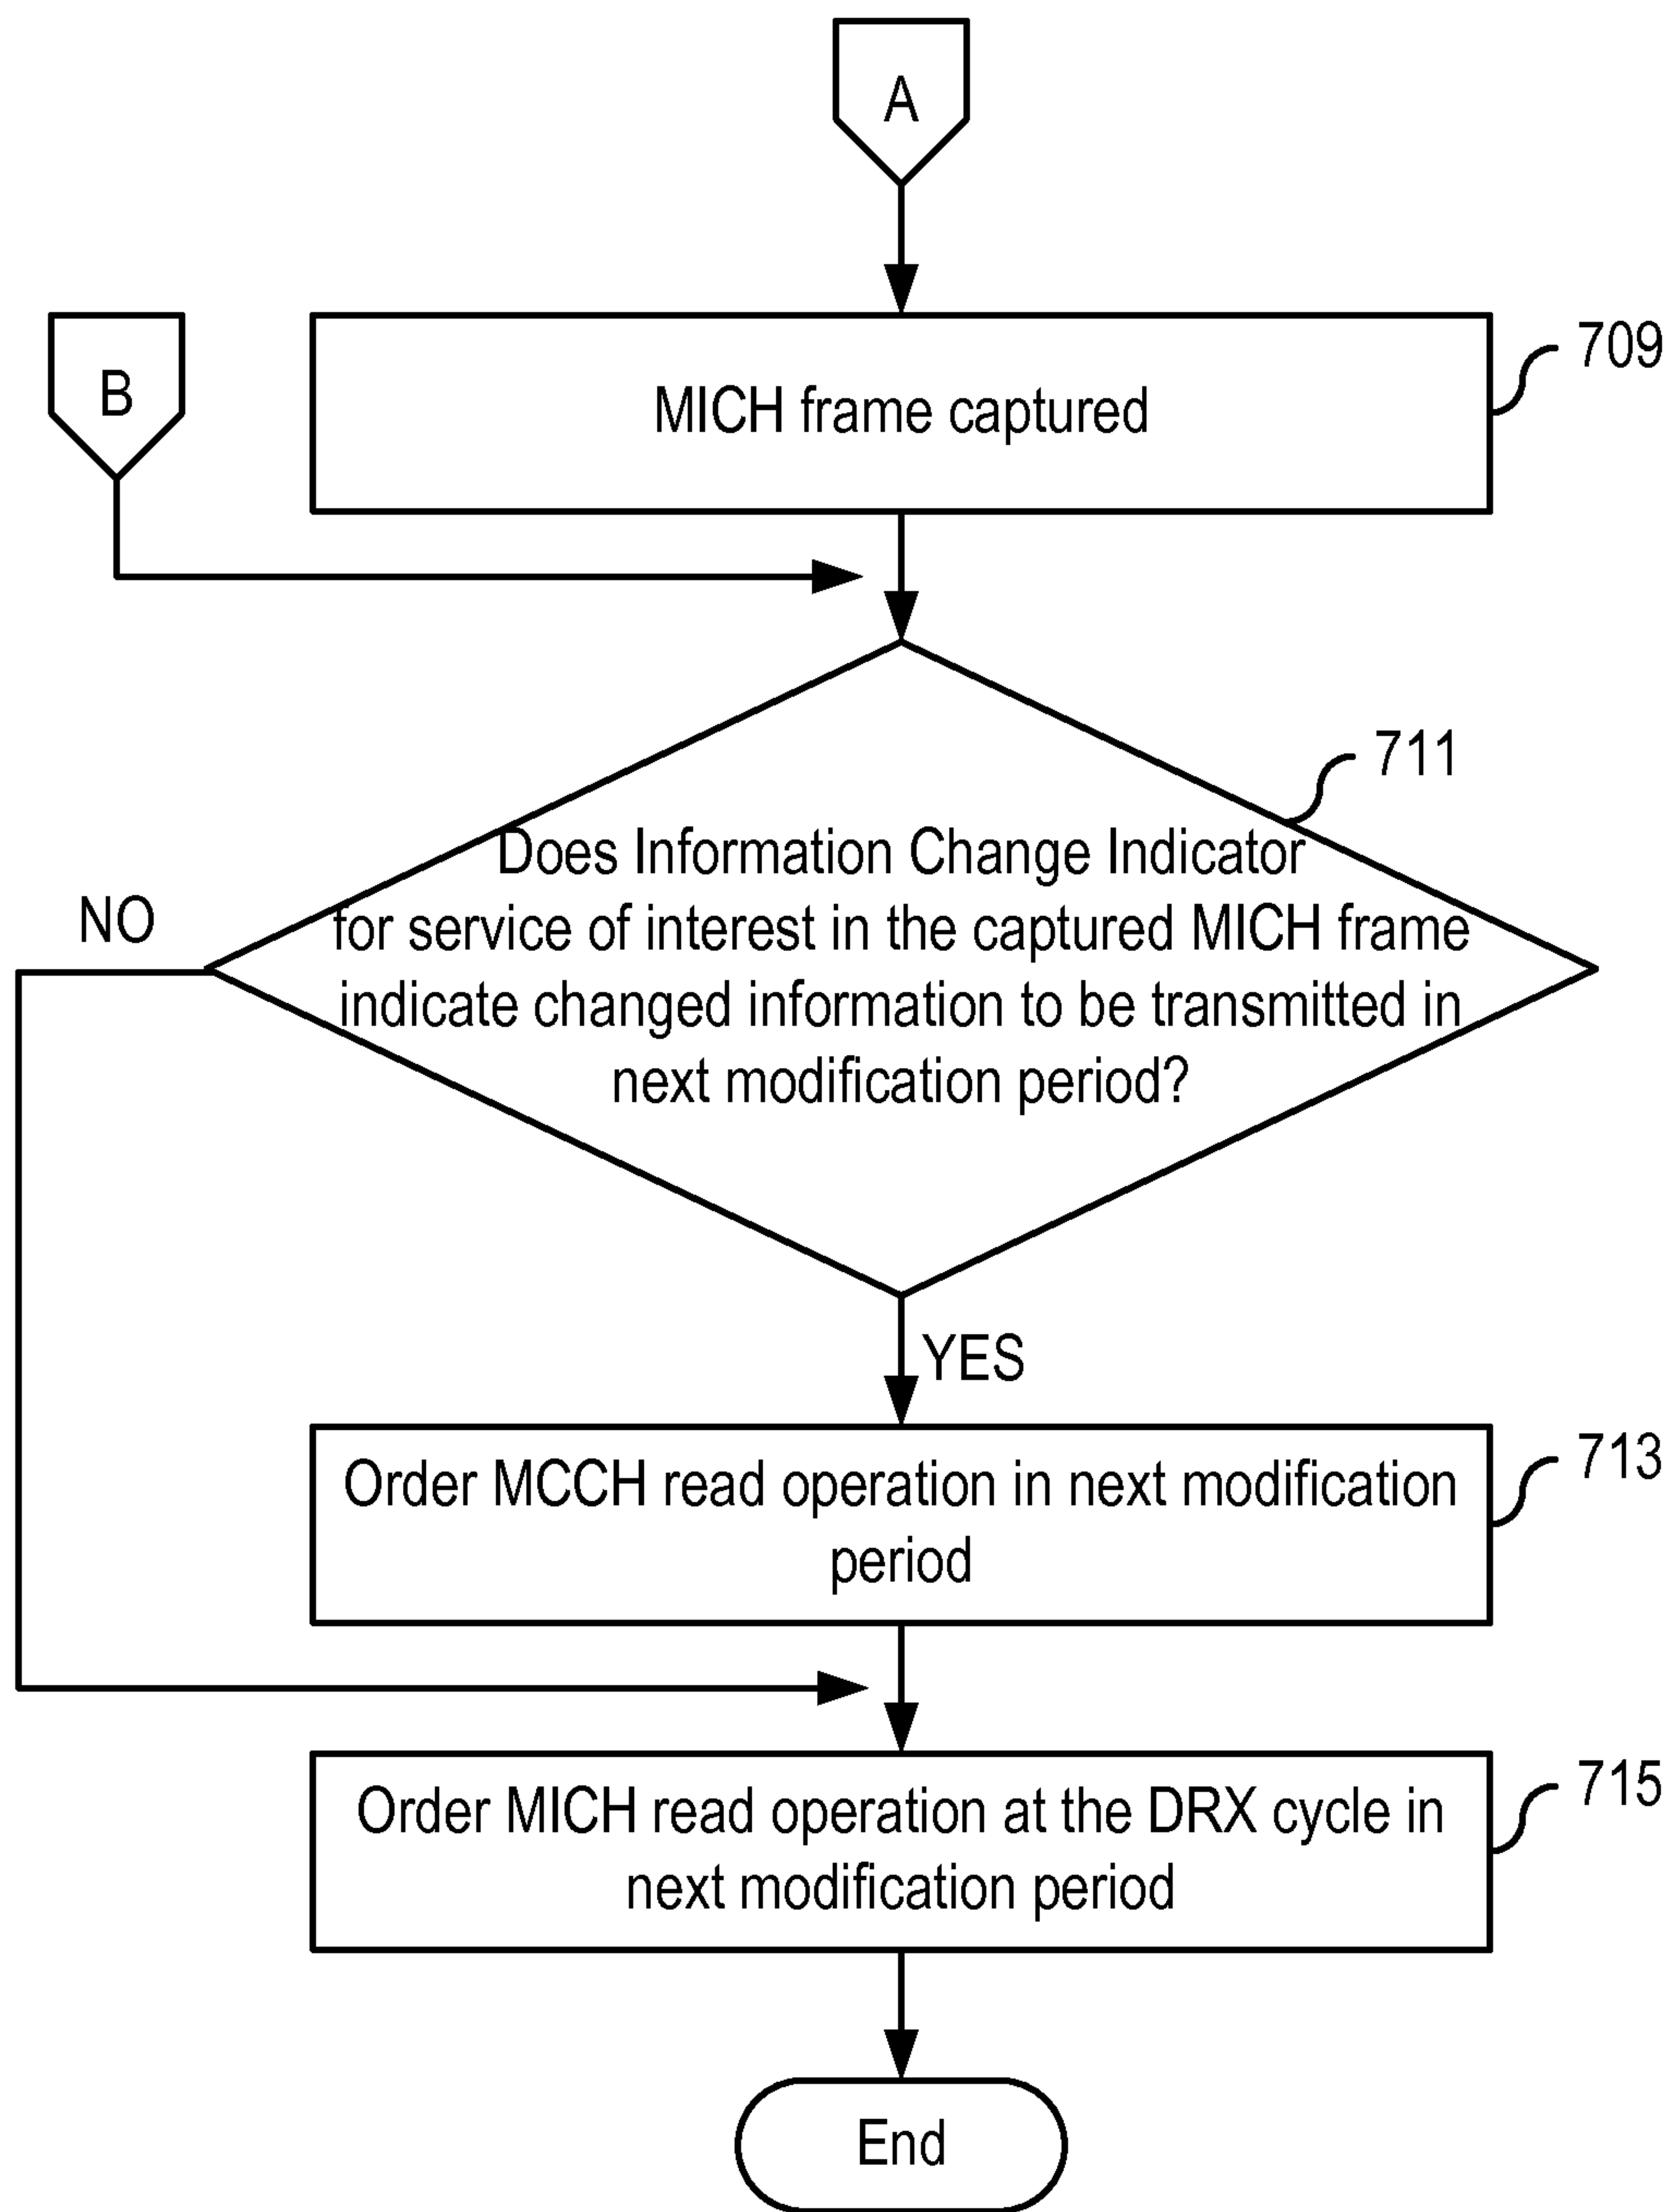 A
709
B
MICH frame captured
711
Does Information Change Indicator
NO
for service of interest in the captured MICH frame
indicate changed information to be transmitted in
next modification period?
YES
713
Order MCCH read operation in next modification
period
715
Order MICH read operation at the DRX cycle in
next modification period
End